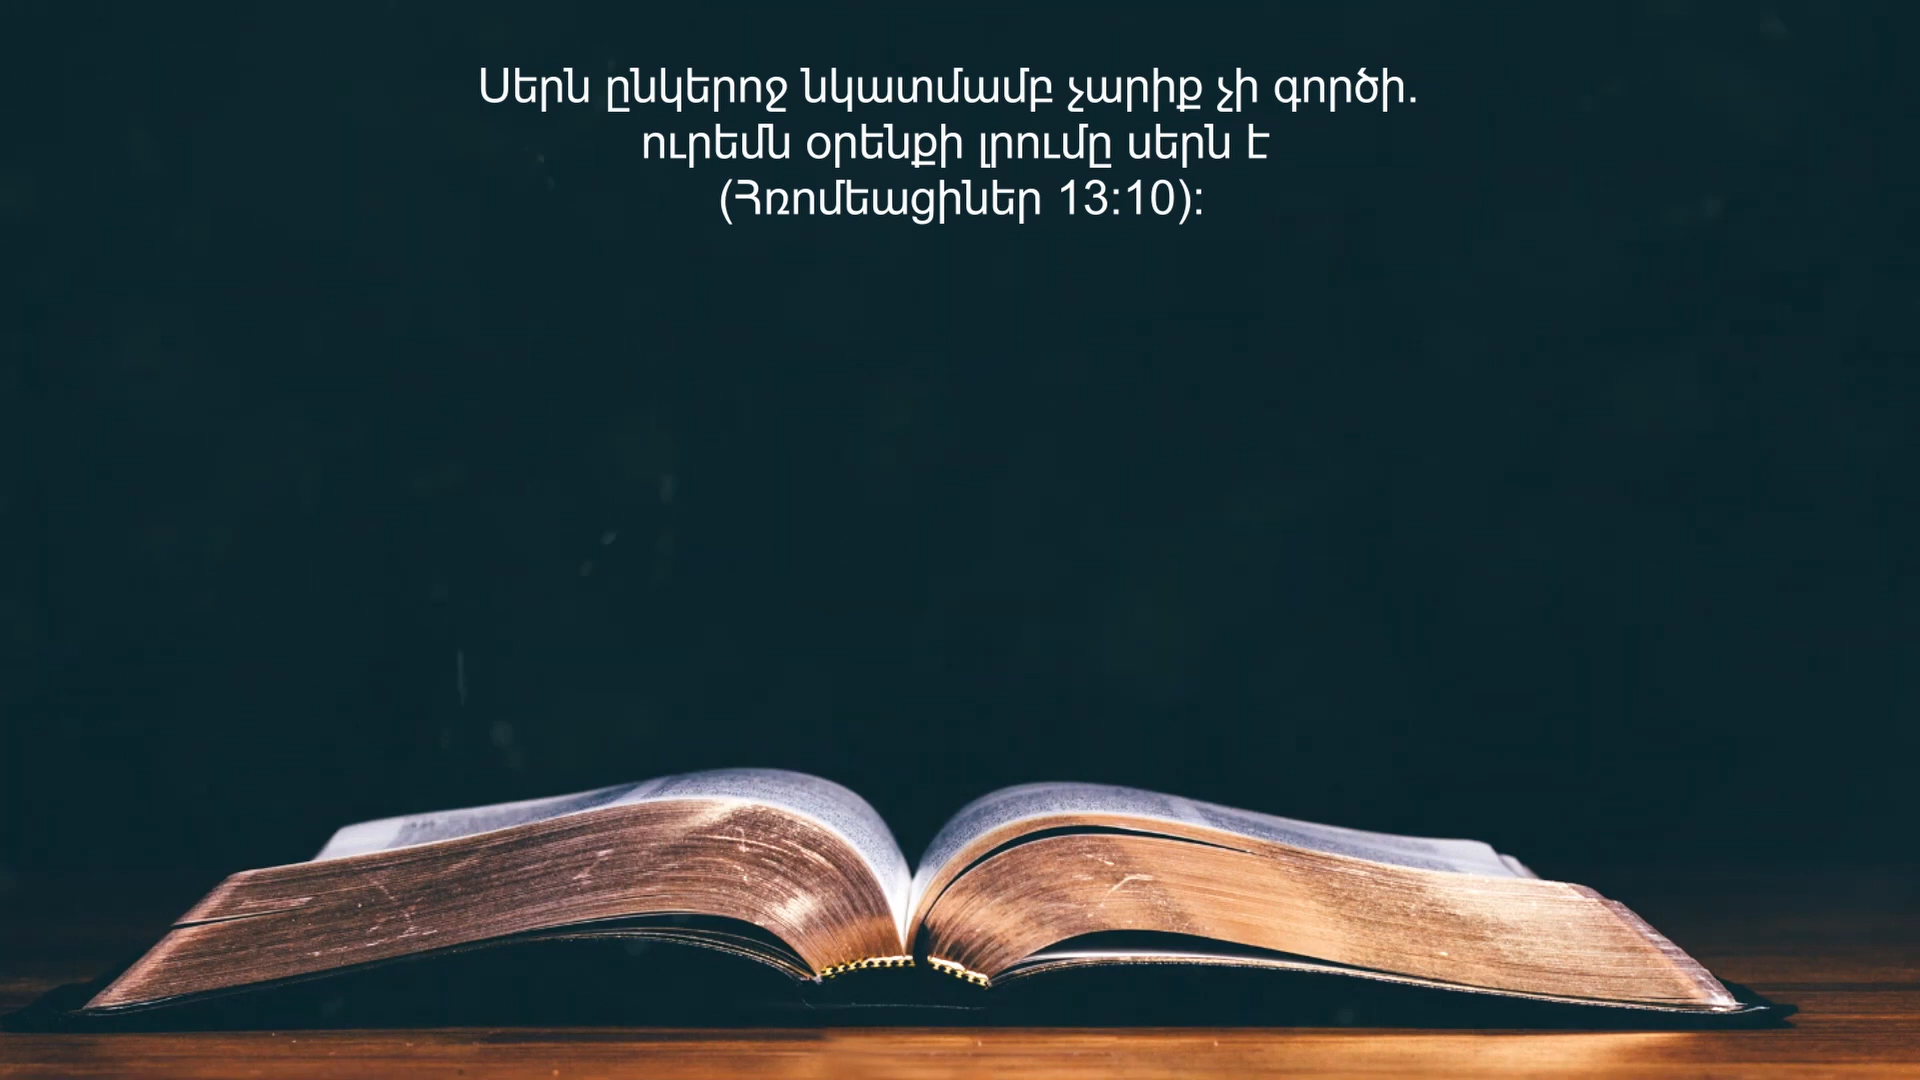 Սերն ընկերոջ նկատմամբ չարիք չի գործի.
ուրեմն օրենքի լրումը սերն է
(Հռոմեացիներ 13:10):